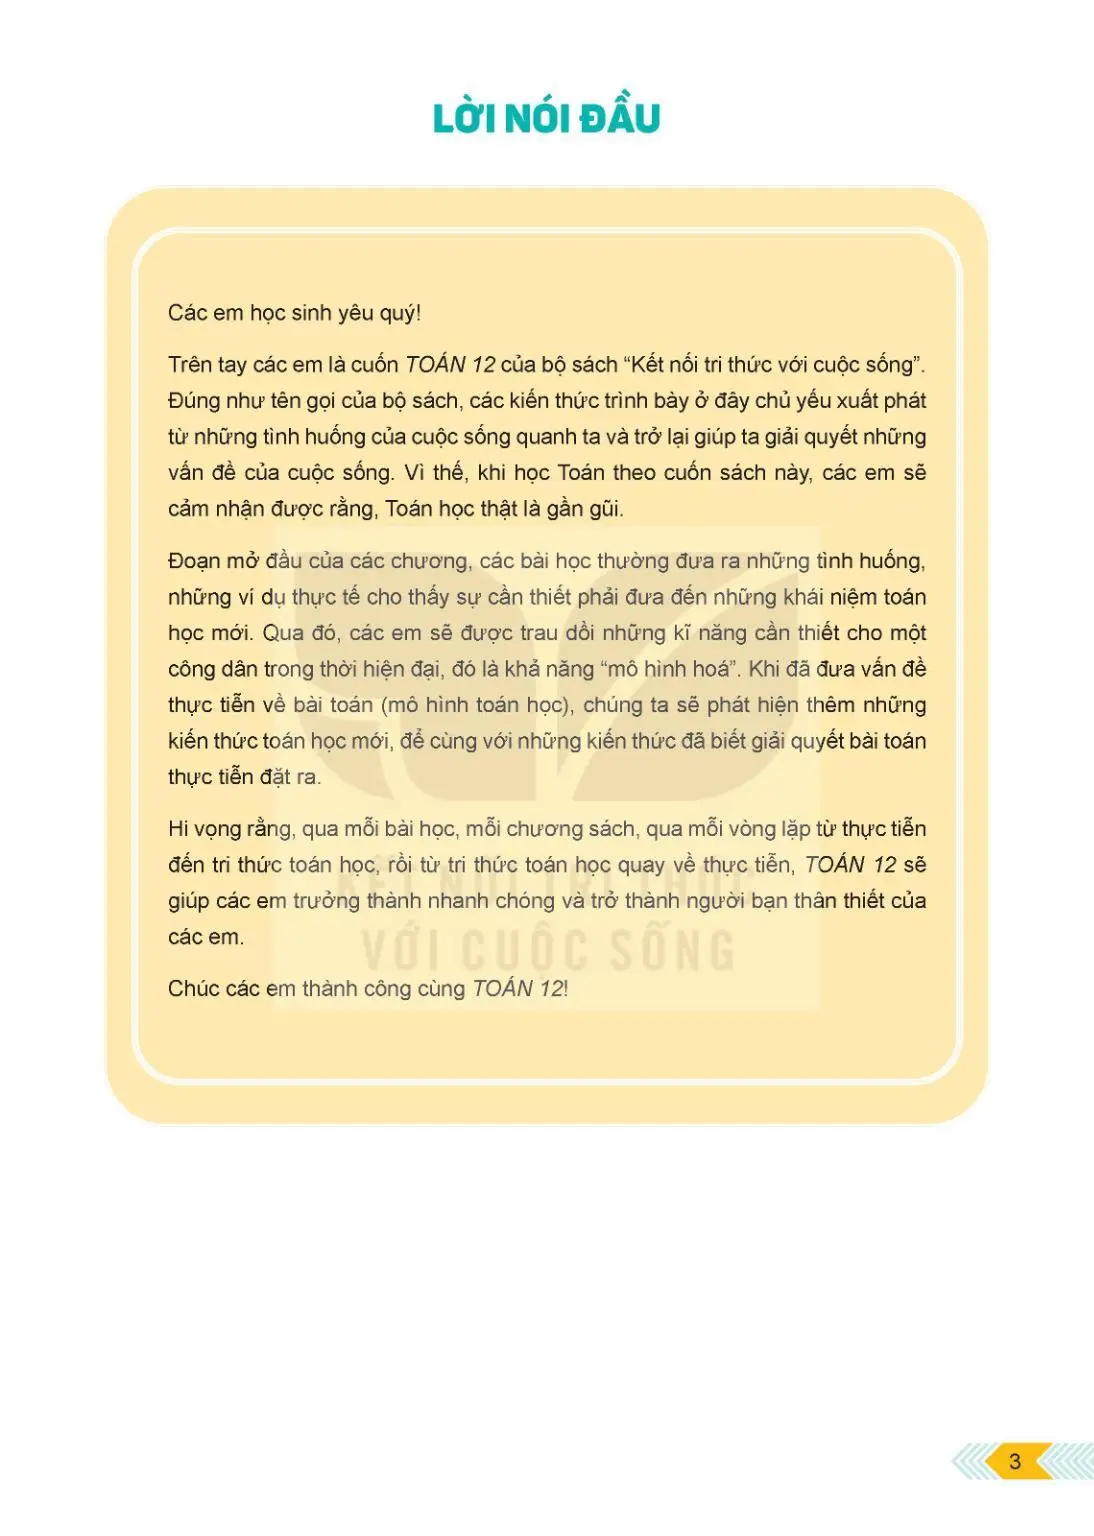 LỜI NÓI ĐẦU
Các em học sinh yêu quý!
Trên tay các em là cuốn TOÁN 12 của bộ sách “Kết nối tri thức với cuộc sống”.
Đúng như tên gọi của bộ sách, các kiến thức trình bày ở đây chủ yếu xuất phát
từ những tình huống của cuộc sống quanh ta và trở lại giúp ta giải quyết những
vấn đề của cuộc sống. Vì thế, khi học Toán theo cuốn sách này, các em sẽ
cảm nhận được rằng, Toán học thật là gần gũi.
Đoạn mở đầu của các chương, các bài học thường đưa ra những tình huống,
những ví dụ thực tế cho thấy sự cần thiết phải đưa đến những khái niệm toán
học mới. Qua đó, các em sẽ được trau dồi những kĩ năng cần thiết cho một
công dân trong thời hiện đại, đó là khả năng “mô hình hoá”. Khi đã đưa vấn đề
thực tiễn về bài toán (mô hình toán học), chúng ta sẽ phát hiện thêm những
kiến thức toán học mới, để cùng với những kiến thức đã biết giải quyết bài toán
thực tiễn đặt ra.
Hi vọng rằng, qua mỗi bài học, mỗi chương sách, qua mỗi vòng lặp từ thực tiễn
đến tri thức toán học, rồi từ tri thức toán học quay về thực tiễn, TOÁN 12 sẽ
giúp các em trưởng thành nhanh chóng và trở thành người bạn thân thiết của
các em.
Chúc các em thành công cùng TOÁN 12!
KẾT NỐI TRI THỨC
VỚI CUỘC SỐNG
3